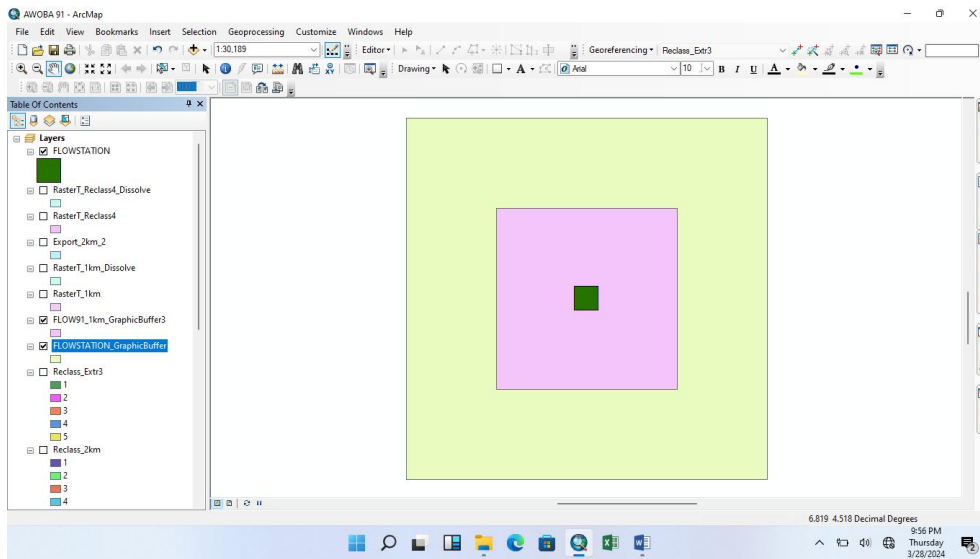 AWOBA 91 - ArcMap
File Edit View Bookmarks Insert Selection Geoprocessing Customize Windows Help
1:30,189 Editor Georeferencing Reclass_Extr3
Drawing A Arial 10 B I U A
Table Of Contents
Layers
FLOWSTATION
RasterT_Reclass4_Dissolve
RasterT_Reclass4
Export_2km_2
RasterT_1km_Dissolve
RasterT_1km
FLOW91_1km_GraphicBuffer3
FLOWSTATION_GraphicBuffer
Reclass_Extr3
1
2
3
4
5
Reclass_2km
1
2
3
4
6.819 4.518 Decimal Degrees
9:56 PM
Thursday
3/28/2024